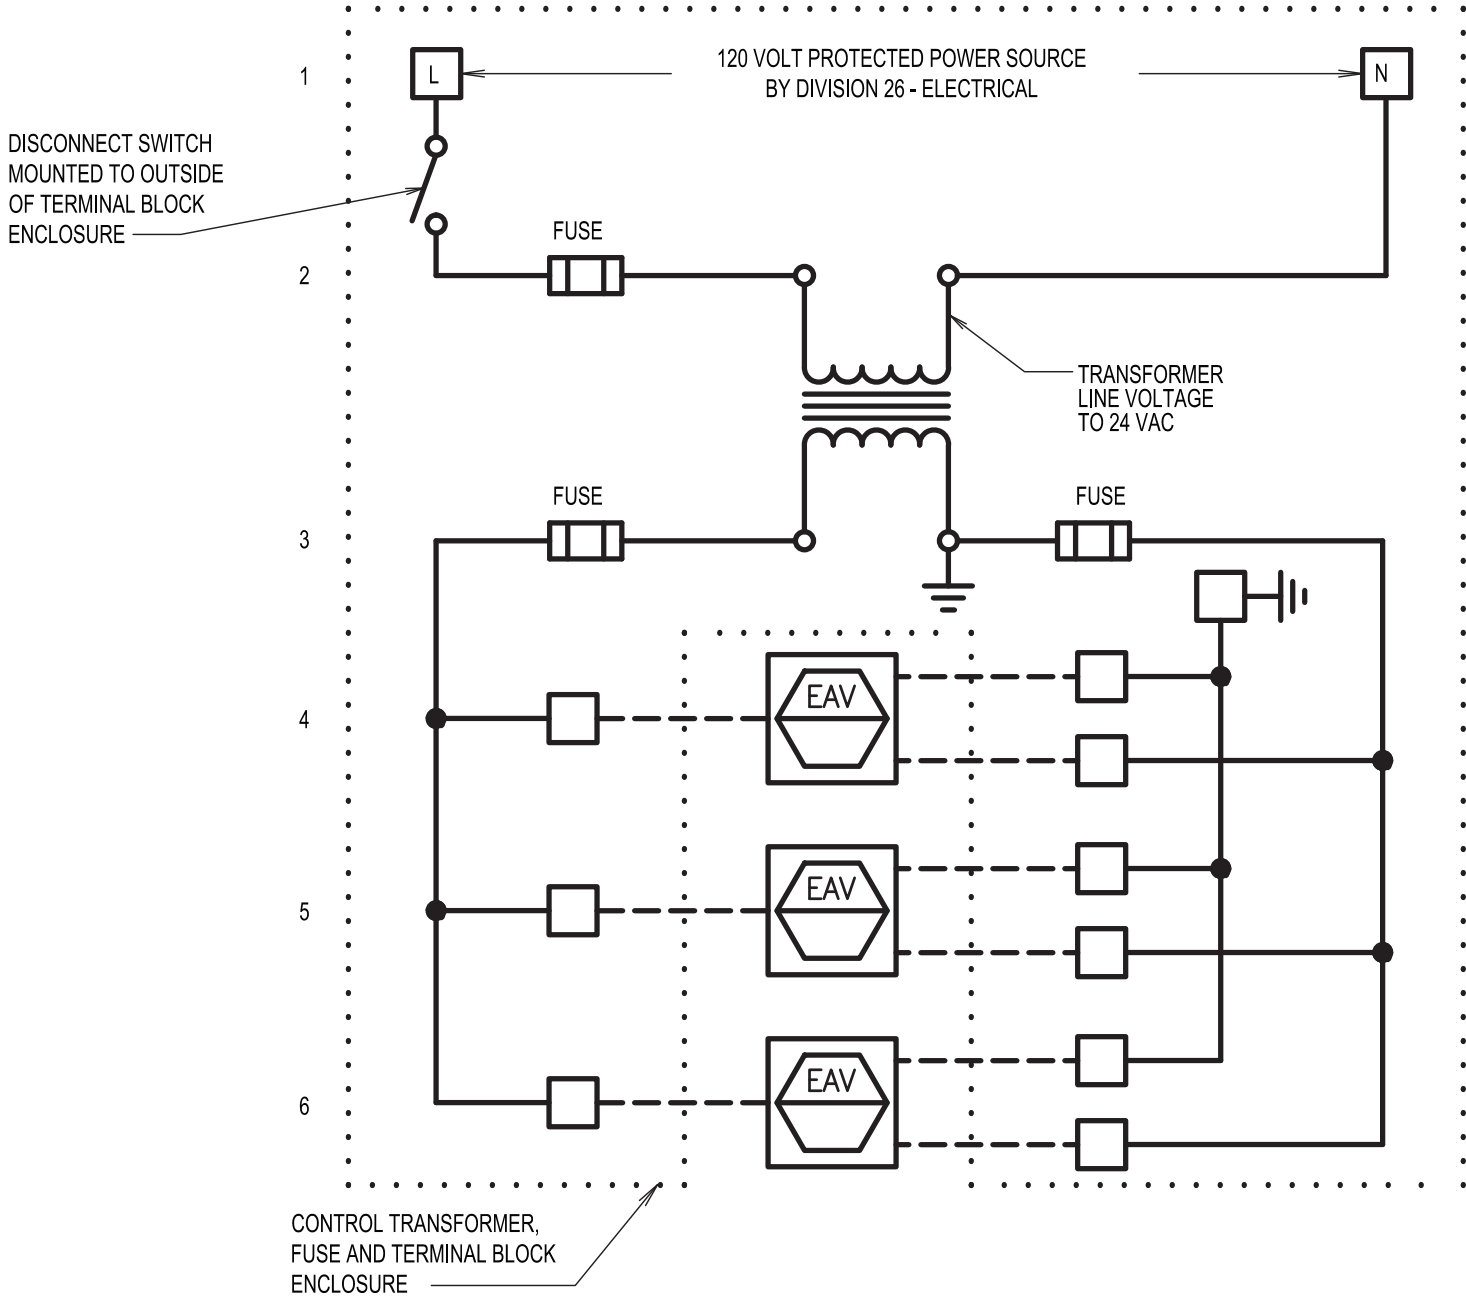 1
L
120 VOLT PROTECTED POWER SOURCE
BY DIVISION 26 - ELECTRICAL
N
DISCONNECT SWITCH
MOUNTED TO OUTSIDE
OF TERMINAL BLOCK
ENCLOSURE
FUSE
2
TRANSFORMER
LINE VOLTAGE
TO 24 VAC
FUSE
FUSE
3
EAV
4
EAV
5
EAV
6
CONTROL TRANSFORMER,
FUSE AND TERMINAL BLOCK
ENCLOSURE